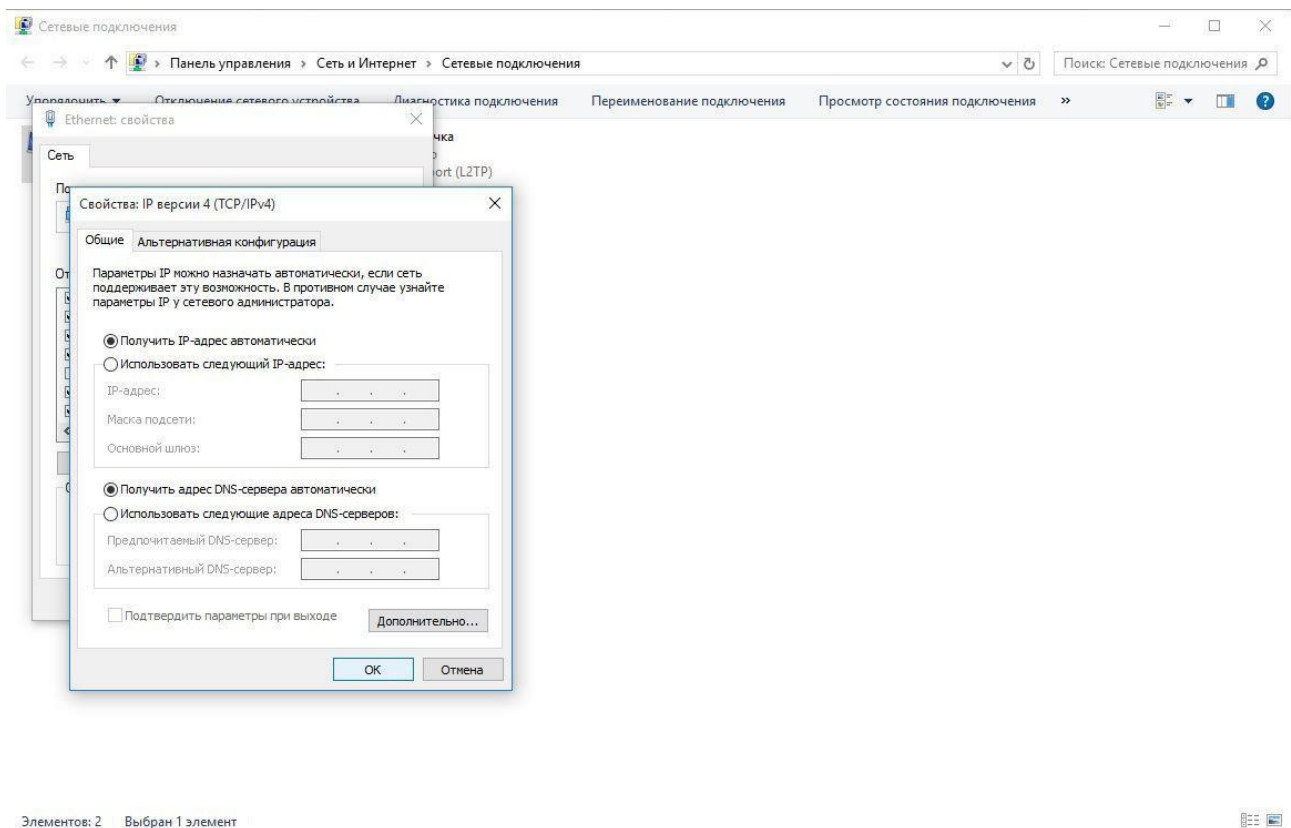 Сетевые подключения
Панель управления › Сеть и Интернет › Сетевые подключения
Поиск: Сетевые подключения
Упорядочить Отключение сетевого устройства Диагностика подключения Переименование подключения Просмотр состояния подключения »
Ethernet: свойства
чка
Сеть
ort (L2TP)
Свойства: IP версии 4 (TCP/IPv4)
Общие Альтернативная конфигурация
Параметры IP можно назначать автоматически, если сеть
поддерживает эту возможность. В противном случае узнайте
параметры IP у сетевого администратора.
Получить IP-адрес автоматически
Использовать следующий IP-адрес:
IP-адрес: . . .
Маска подсети: . . .
Основной шлюз: . . .
Получить адрес DNS-сервера автоматически
Использовать следующие адреса DNS-серверов:
Предпочитаемый DNS-сервер: . . .
Альтернативный DNS-сервер: . . .
Подтвердить параметры при выходе
Дополнительно...
OK Отмена
Элементов: 2 Выбран 1 элемент